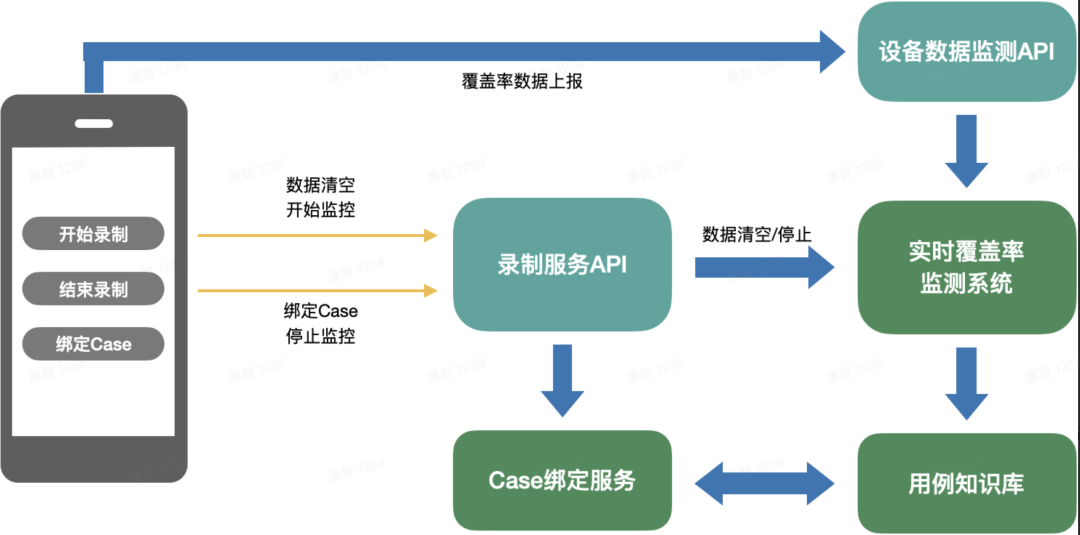 设备数据监测API
覆盖率数据上报
数据清空
开始监控
开始录制
结束录制
绑定Case
绑定Case
停止监控
录制服务API
数据清空/停止
实时覆盖率
监测系统
Case绑定服务
用例知识库
唐智 1256